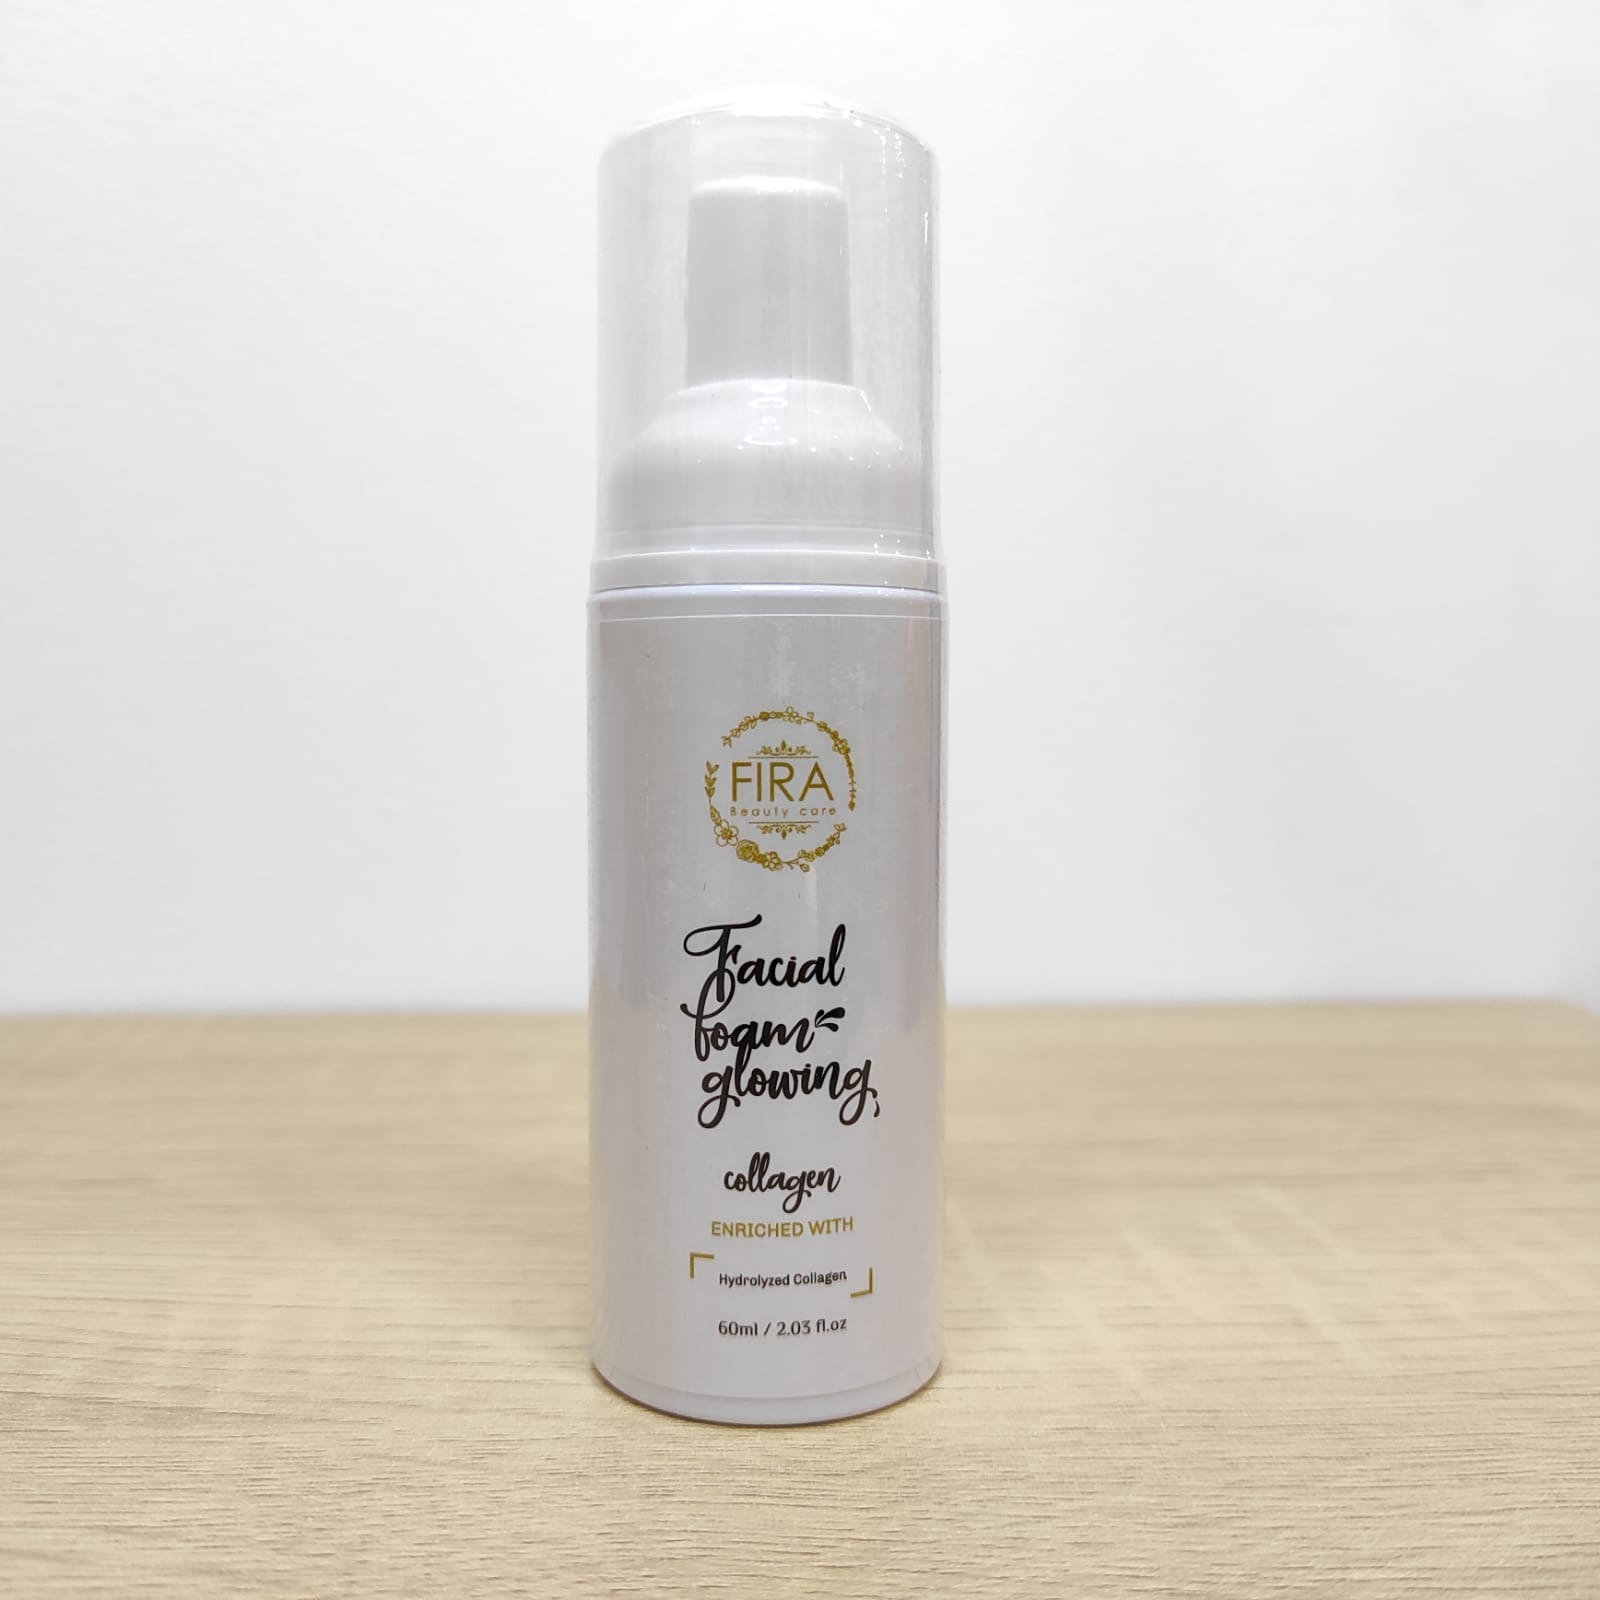 FIRA
Beauty care
Facial
foam
glowing
collagen
ENRICHED WITH
Hydrolyzed Collagen
60ml / 2.03 fl.oz